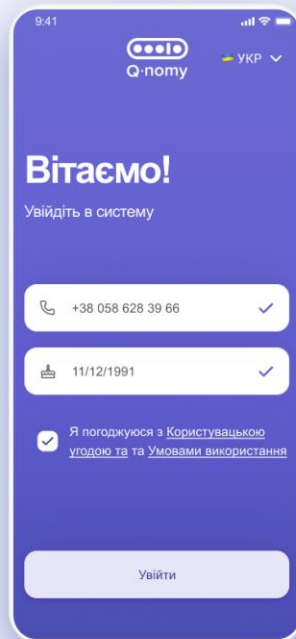 9:41
Q·nomy
УКР
Вітаємо!
Увійдіть в систему
+38 058 628 39 66
11/12/1991
Я погоджуюся з Користувацькою
угодою та та Умовами використання
Увійти